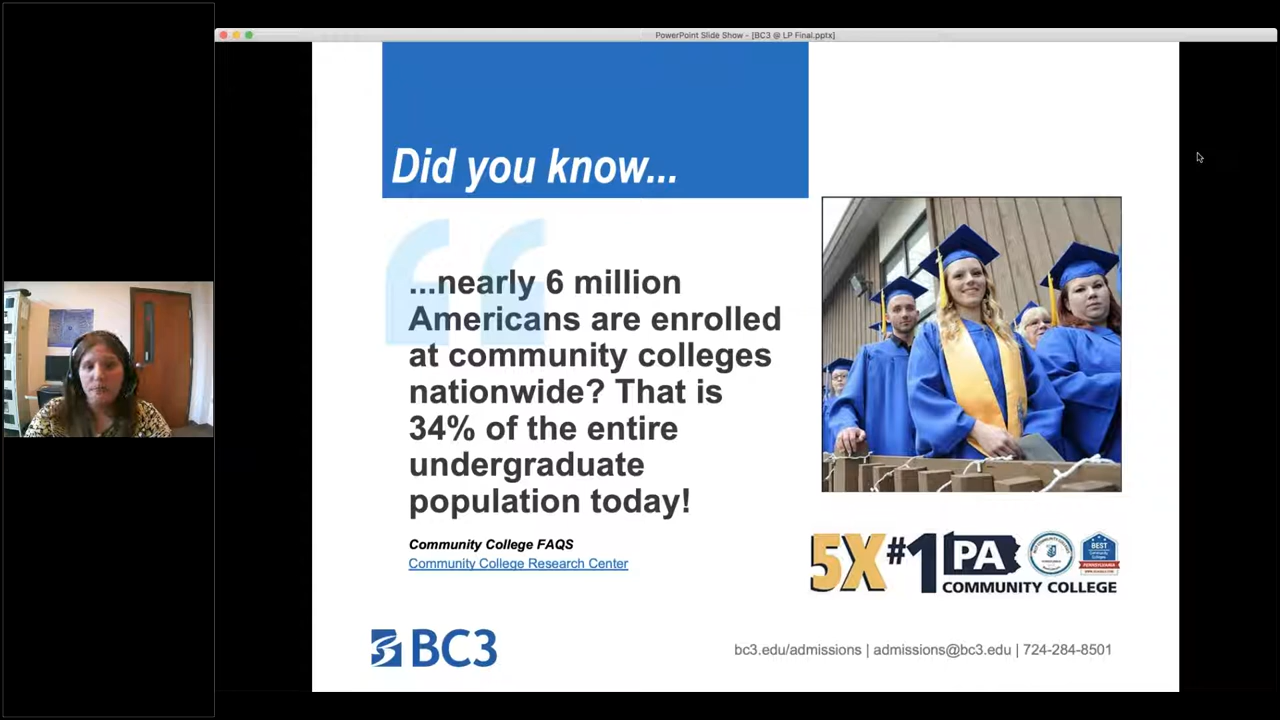 PowerPoint Slide Show - [BC3 @ LP Final.pptx]
Did you know...
...nearly 6 million
Americans are enrolled
at community colleges
nationwide? That is
34% of the entire
undergraduate
population today!
Community College FAQS
Community College Research Center
5X #1 PA
COMMUNITY COLLEGE
BEST
PENNSYLVANIA
BC3
bc3.edu/admissions | admissions@bc3.edu | 724-284-8501